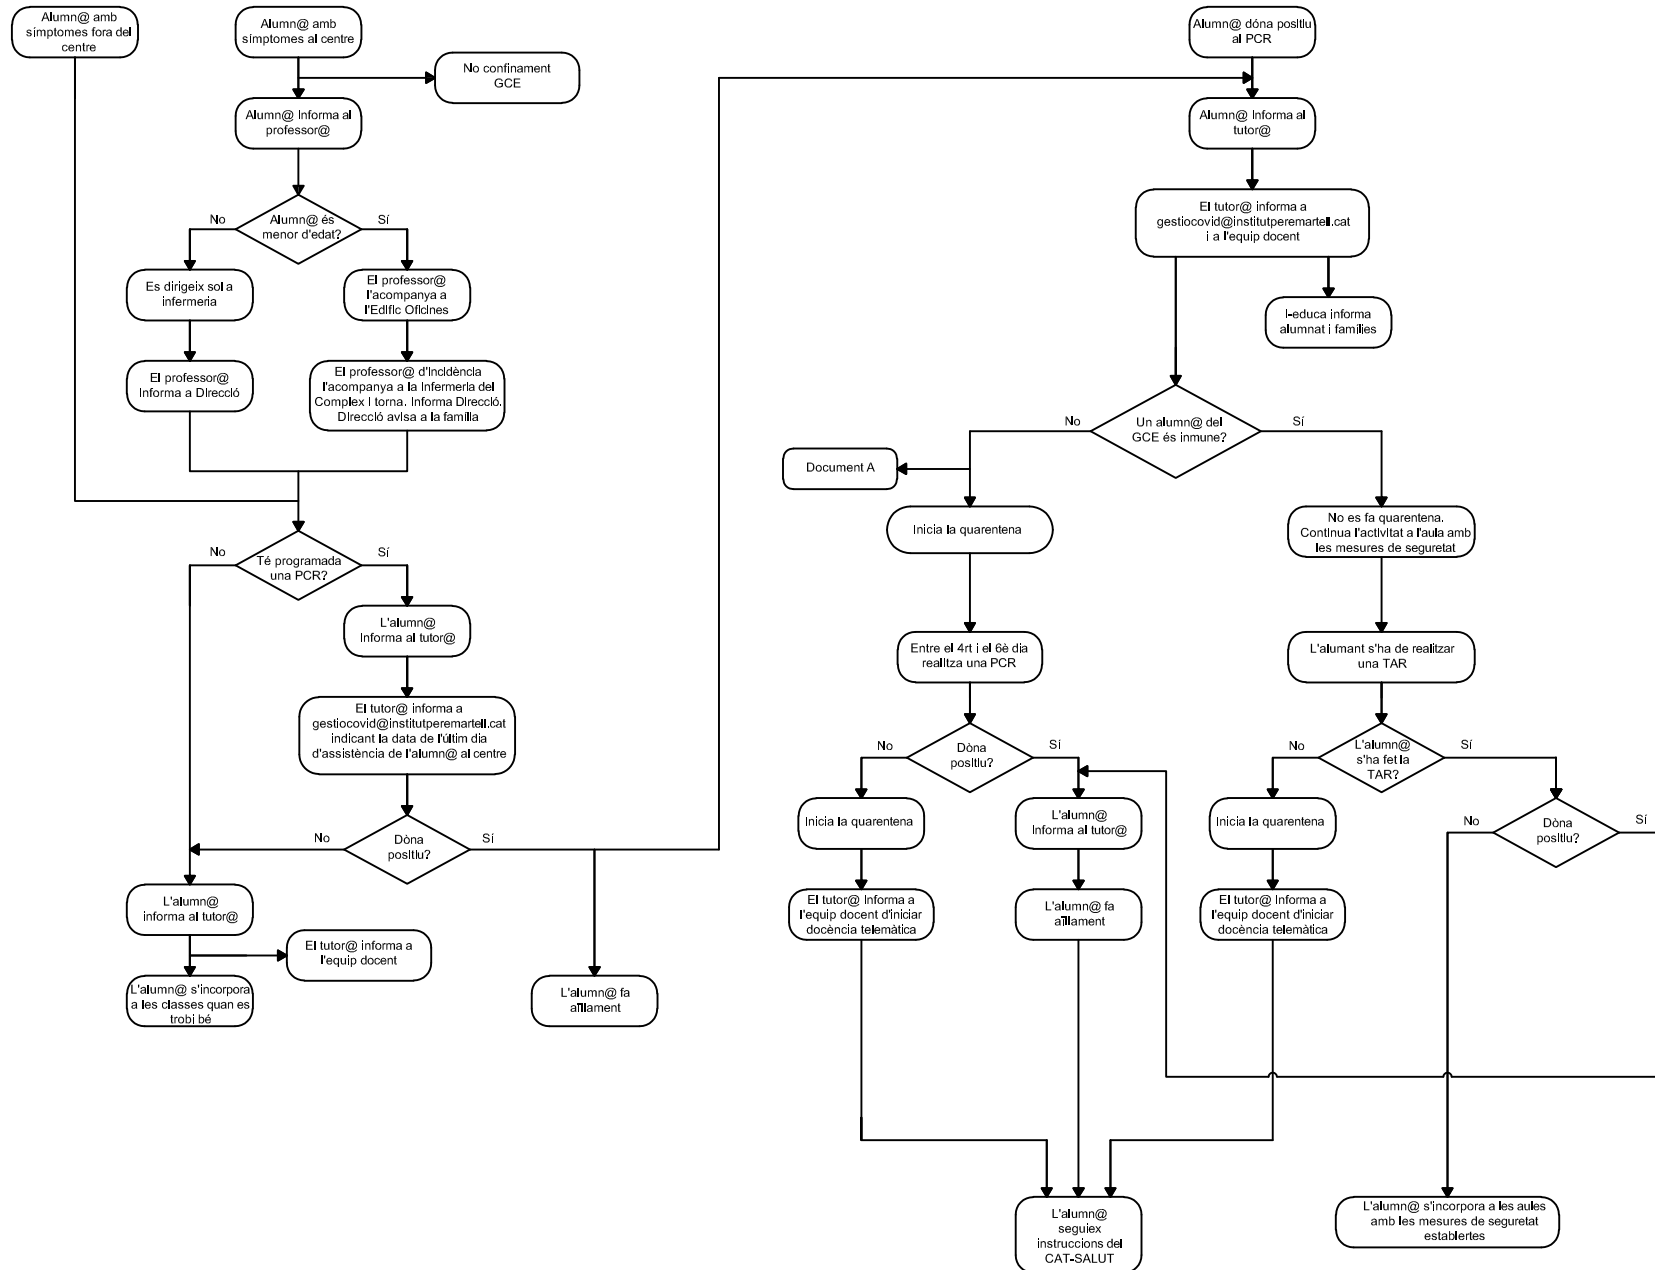 Alumn@ amb
símptomes fora del
centre
Alumn@ amb
símptomes al centre
No confinament
GCE
Alumn@ informa al
professor@
Alumn@ és
menor d'edat?
No
Sí
Es dirigeix sol a
infermeria
El professor@
l'acompanya a
l'Edific Oficines
El professor@
Informa a Direcció
El professor@ d'incidència
l'acompanya a la infermeria del
Complex i torna. Informa Direcció.
Direcció avisa a la família
Té programada
una PCR?
No
Sí
L'alumn@
Informa al tutor@
El tutor@ informa a
gestiocovid@institutperemartell.cat
indicant la data de l'últim dia
d'assistència de l'alumn@ al centre
Dòna
positiu?
No
Sí
L'alumn@
informa al tutor@
El tutor@ informa a
l'equip docent
L'alumn@ s'incorpora
a les classes quan es
trobi bé
L'alumn@ fa
aïllament
Alumn@ dóna positiu
al PCR
Alumn@ Informa al
tutor@
El tutor@ informa a
gestiocovid@institutperemartell.cat
i a l'equip docent
I-educa informa
alumnat i famílies
Un alumn@ del
GCE és inmune?
No
Sí
Document A
Inicia la quarentena
No es fa quarentena.
Continua l'activitat a l'aula amb
les mesures de seguretat
Entre el 4rt i el 6è dia
realitza una PCR
L'alumant s'ha de realitzar
una TAR
Dòna
positiu?
No
Sí
L'alumn@
s'ha fet la
TAR?
No
Sí
Inicia la quarentena
L'alumn@
Informa al tutor@
Inicia la quarentena
Dòna
positiu?
No
Sí
El tutor@ Informa a
l'equip docent d'iniciar
docència telemàtica
L'alumn@ fa
aïllament
El tutor@ Informa a
l'equip docent d'iniciar
docència telemàtica
L'alumn@
seguiex
instruccions del
CAT-SALUT
L'alumn@ s'incorpora a les aules
amb les mesures de seguretat
establertes